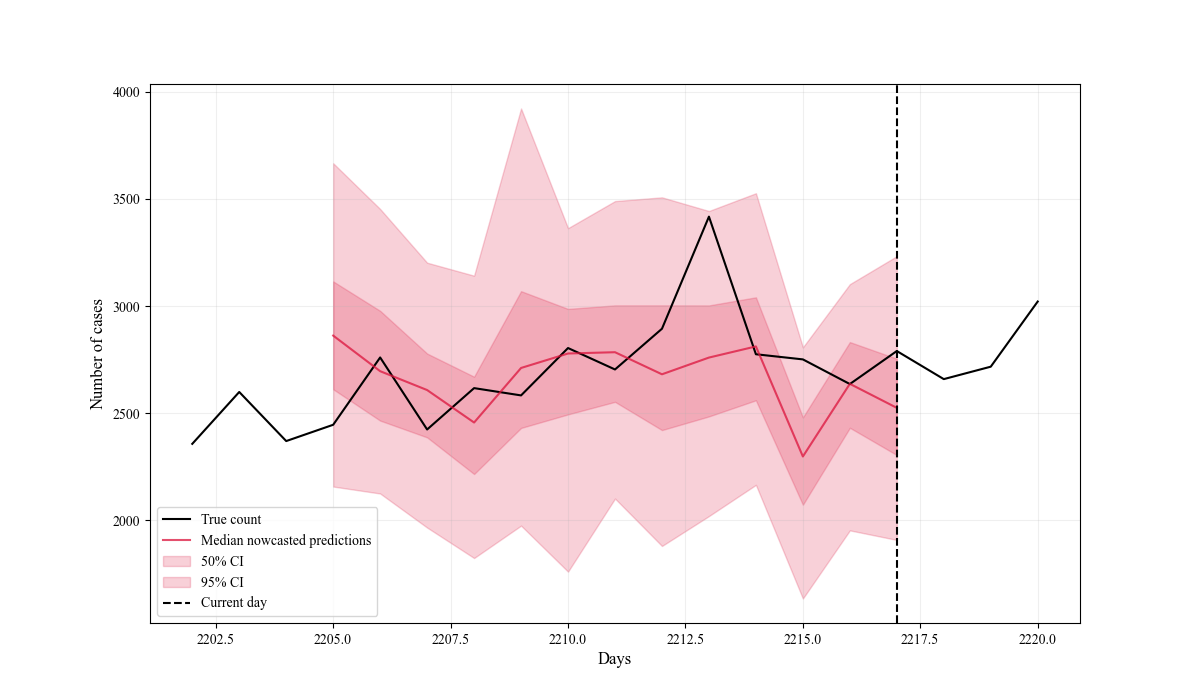 4000
3500
3000
2500
2000
Number of cases
True count
Median nowcasted predictions
50% CI
95% CI
Current day
2202.5 2205.0 2207.5 2210.0 2212.5 2215.0 2217.5 2220.0
Days